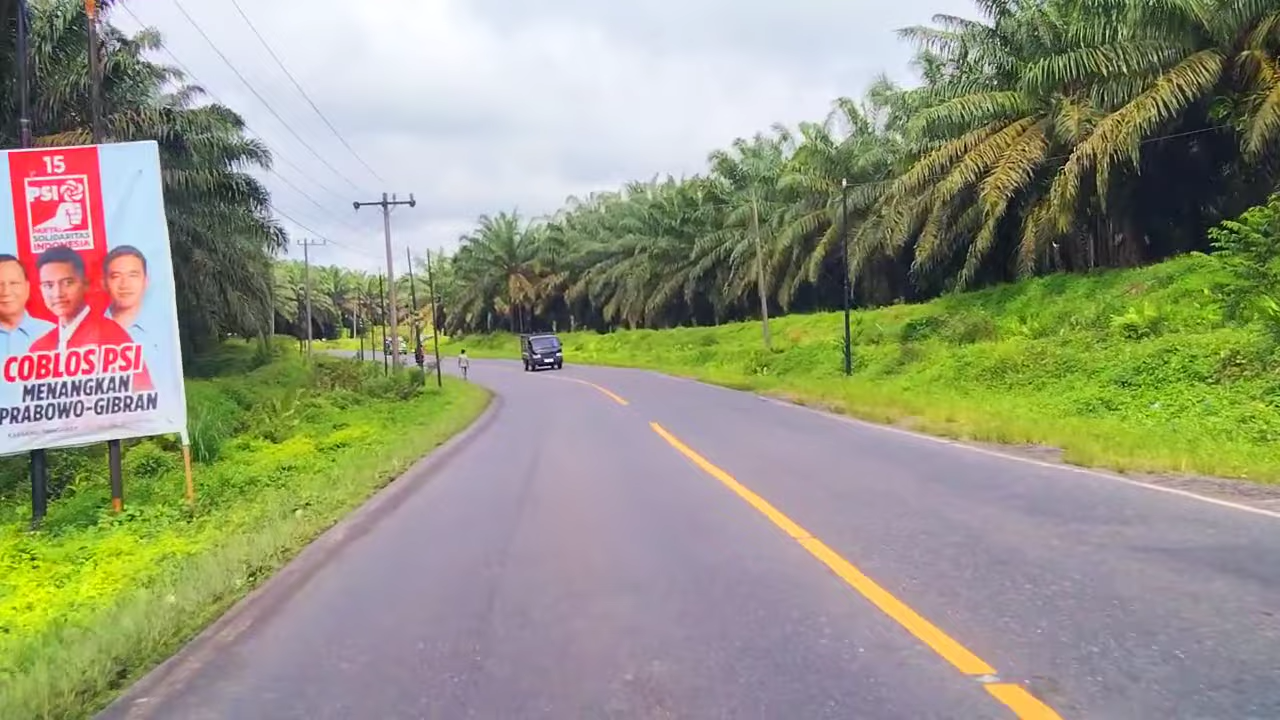 15
PSI
PARTAI
SOLIDARITAS
INDONESIA
COBLOS PSI
MENANGKAN
PRABOWO-GIBRAN